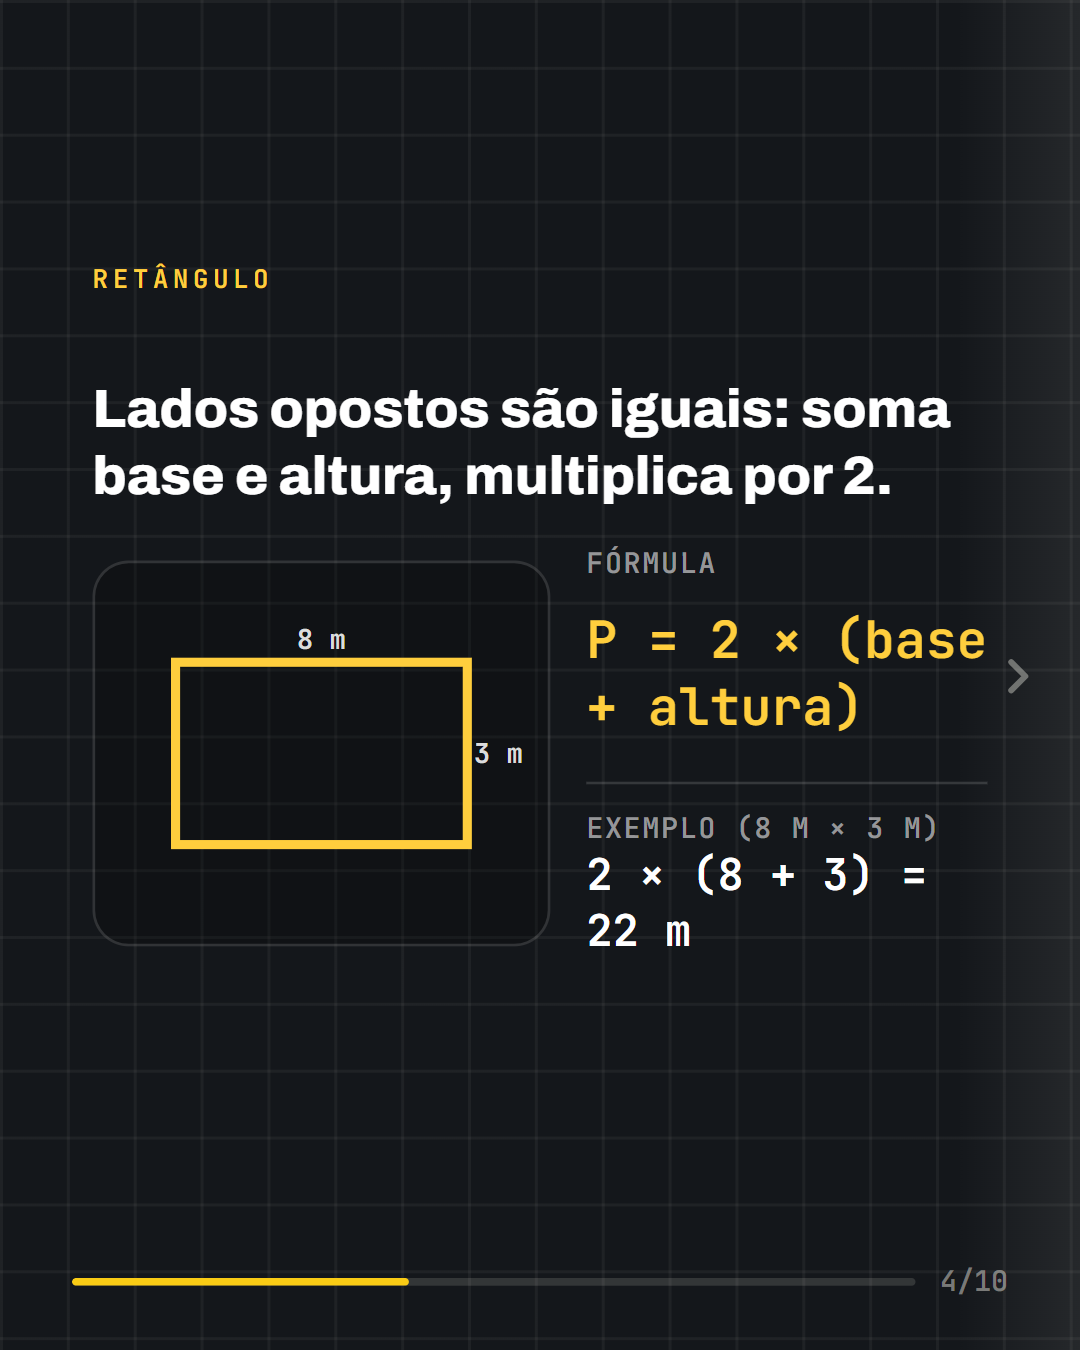 RETÂNGULO
Lados opostos são iguais: soma
base e altura, multiplica por 2.
8 m
3 m
FÓRMULA
P = 2 × (base
+ altura)
EXEMPLO (8 M × 3 M)
2 × (8 + 3) =
22 m
4/10